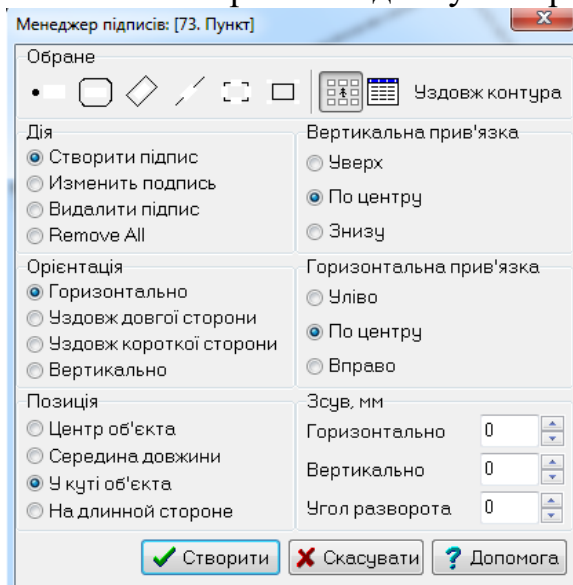 Менеджер підписів: [73. Пункт]
Обране
Уздовж контура
Дія
Створити підпис
Изменить подпись
Видалити підпис
Remove All
Вертикальна прив'язка
Уверх
По центру
Знизу
Орієнтація
Горизонтально
Уздовж довгої сторони
Уздовж короткої сторони
Вертикально
Горизонтальна прив'язка
Уліво
По центру
Вправо
Позиція
Центр об'єкта
Середина довжини
У куті об'єкта
На длинной стороне
Зсув, мм
Горизонтально 0
Вертикально 0
Угол разворота 0
Створити
Скасувати
Допомога